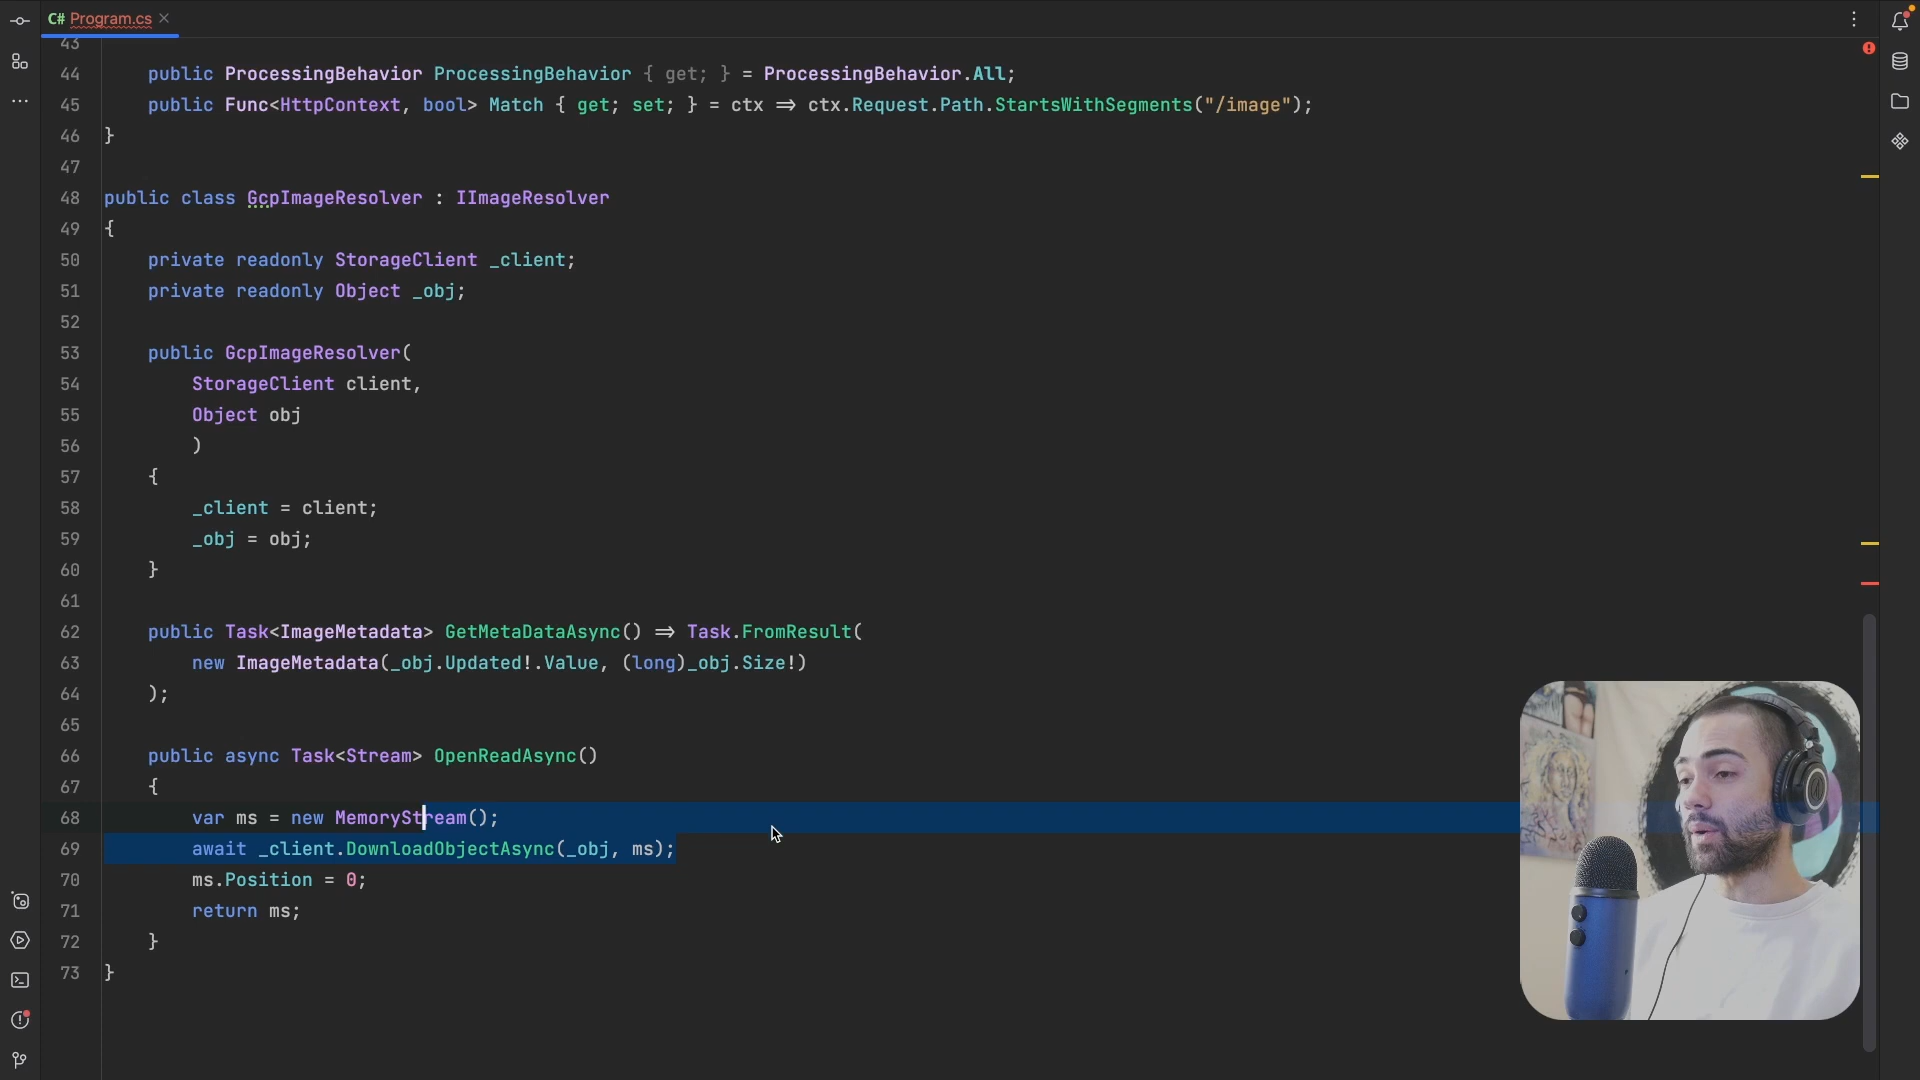 C# Program.cs
43
44 public ProcessingBehavior ProcessingBehavior { get; } = ProcessingBehavior.All;
45 public Func<HttpContext, bool> Match { get; set; } = ctx => ctx.Request.Path.StartsWithSegments("/image");
46 }
47
48 public class GcpImageResolver : IImageResolver
49 {
50 private readonly StorageClient _client;
51 private readonly Object _obj;
52
53 public GcpImageResolver(
54 StorageClient client,
55 Object obj
56 )
57 {
58 _client = client;
59 _obj = obj;
60 }
61
62 public Task<ImageMetadata> GetMetaDataAsync() => Task.FromResult(
63 new ImageMetadata(_obj.Updated!.Value, (long)_obj.Size!)
64 );
65
66 public async Task<Stream> OpenReadAsync()
67 {
68 var ms = new MemoryStream();
69 await _client.DownloadObjectAsync(_obj, ms);
70 ms.Position = 0;
71 return ms;
72 }
73 }